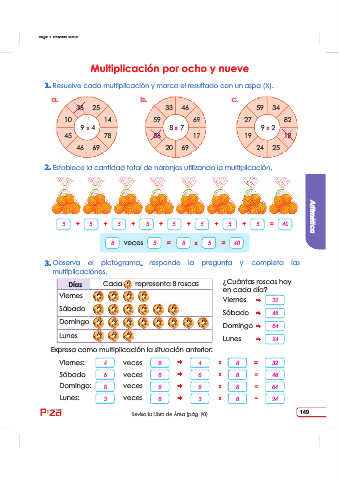 Multiplicación por ocho y nueve
1. Resuelve cada multiplicación y marca el resultado con un aspa (X).
a. b. c.
36 25 33 46 59 34
10 14 59 69 27 82
9 x 4 8 x 7 9 x 2
45 78 56 17 19 18
46 69 20 69 24 25
2. Establece la cantidad total de naranjas utilizando la multiplicación.
5 + 5 + 5 + 5 + 5 + 5 + 5 + 5 = 40
8 veces 5 = 8 x 5 = 40
3. Observa el pictograma, responde la pregunta y completa las
multiplicaciones.
Días Cada representa 8 roscas
Viernes
Sábado
Domingo
Lunes
¿Cuántas roscas hay
en cada día?
Viernes 32
Sábado 48
Domingo 64
Lunes 24
Expresa como multiplicación la situación anterior:
Viernes: 4 veces 8 4 x 8 = 32
Sábado 6 veces 8 6 x 8 = 48
Domingo: 8 veces 8 8 x 8 = 64
Lunes: 3 veces 8 3 x 8 = 24
Aritmética
Revisa tu Libro de Área (pág. 90)
149